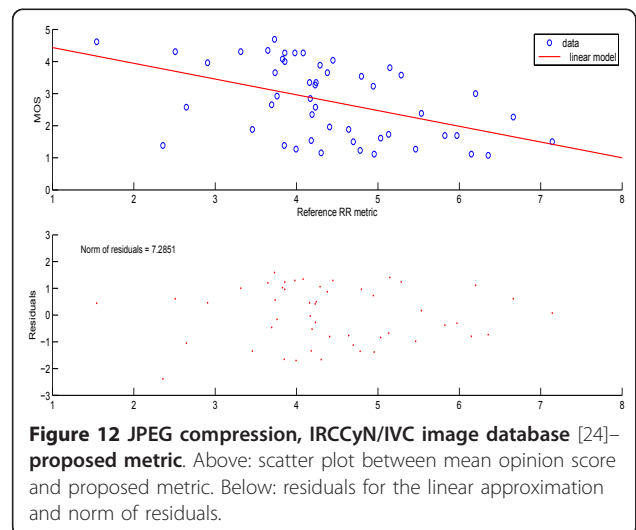 5
4
3
2
1
0
MOS
data
linear model
1 2 3 4 5 6 7 8
Reference RR metric
3
2
1
0
−1
−2
−3
Residuals
Norm of residuals = 7.2851
1 2 3 4 5 6 7 8
Figure 12 JPEG compression, IRCCyN/IVC image database [24]–
proposed metric. Above: scatter plot between mean opinion score
and proposed metric. Below: residuals for the linear approximation
and norm of residuals.